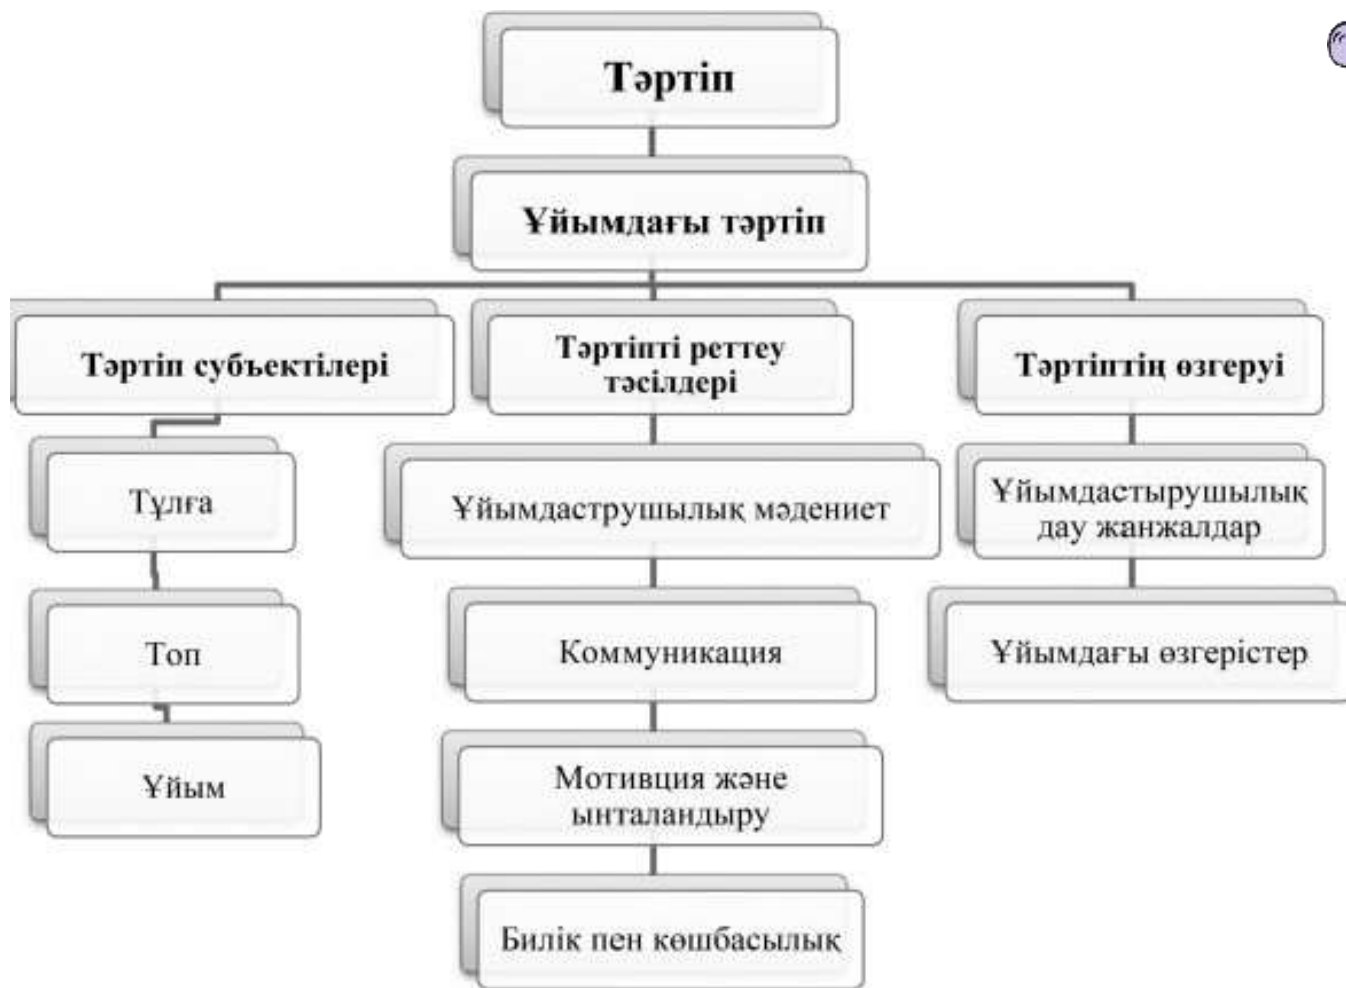 Тәртіп
Ұйымдағы тәртіп
Тәртіп субъектілері
Тұлға
Топ
Ұйым
Тәртіпті реттеу
тәсілдері
Ұйымдаструшылық мәдениет
Коммуникация
Мотивция және
ынталандыру
Билік пен көшбасылық
Тәртіптің өзгеруі
Ұйымдастырушылық
дау жанжалдар
Ұйымдағы өзгерістер